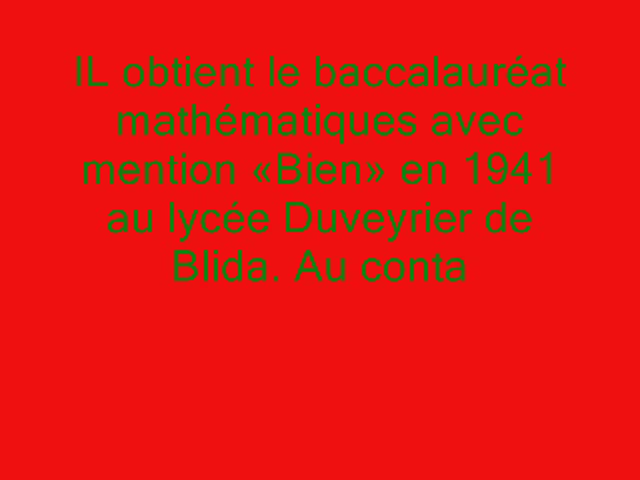 IL obtient le baccalauréat
mathématiques avec
mention «Bien» en 1941
au lycée Duveyrier de
Blida. Au conta